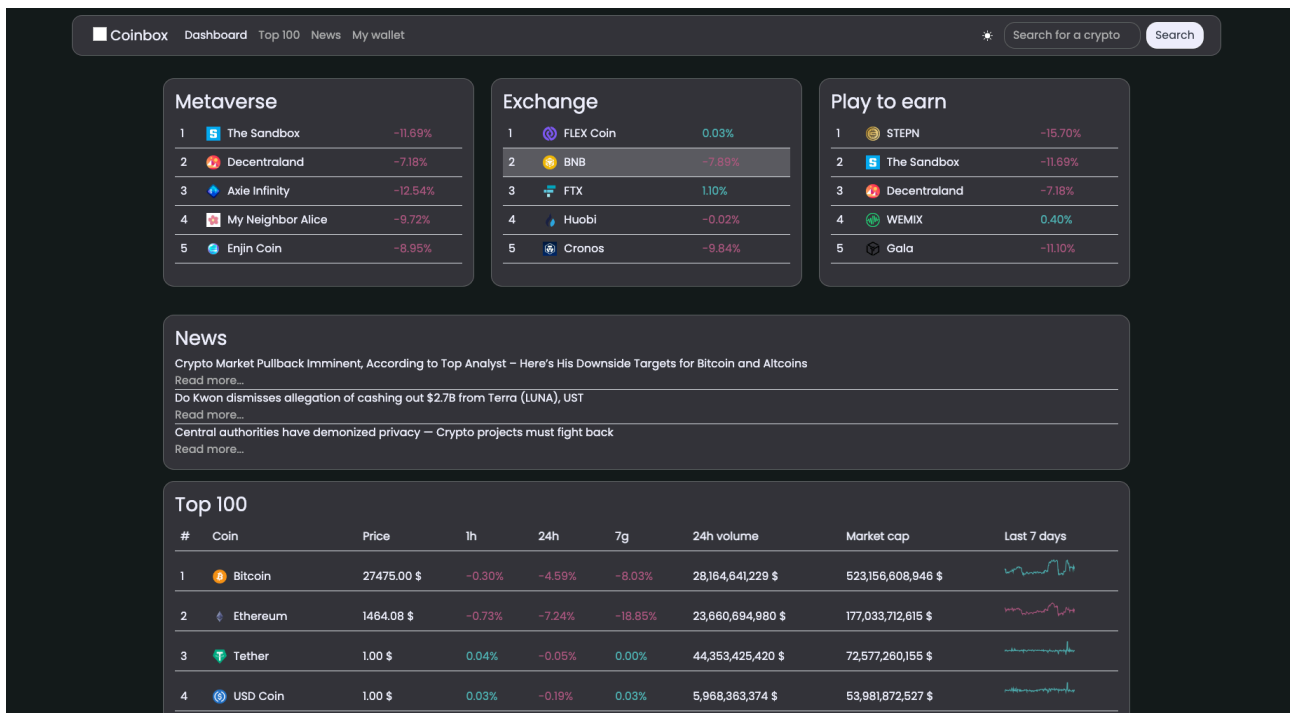 Coinbox Dashboard Top 100 News My wallet Search for a crypto Search
Metaverse
1 The Sandbox -11.69%
2 Decentraland -7.18%
3 Axie Infinity -12.54%
4 My Neighbor Alice -9.72%
5 Enjin Coin -8.95%
Exchange
1 FLEX Coin 0.03%
2 BNB -7.89%
3 FTX 1.10%
4 Huobi -0.02%
5 Cronos -9.84%
Play to earn
1 STEPN -15.70%
2 The Sandbox -11.69%
3 Decentraland -7.18%
4 WEMIX 0.40%
5 Gala -11.10%
News
Crypto Market Pullback Imminent, According to Top Analyst – Here's His Downside Targets for Bitcoin and Altcoins
Read more...
Do Kwon dismisses allegation of cashing out $2.7B from Terra (LUNA), UST
Read more...
Central authorities have demonized privacy — Crypto projects must fight back
Read more...
Top 100
# Coin Price 1h 24h 7g 24h volume Market cap Last 7 days
1 Bitcoin 27475.00 $ -0.30% -4.59% -8.03% 28,164,641,229 $ 523,156,608,946 $
2 Ethereum 1464.08 $ -0.73% -7.24% -18.85% 23,660,694,980 $ 177,033,712,615 $
3 Tether 1.00 $ 0.04% -0.05% 0.00% 44,353,425,420 $ 72,577,260,155 $
4 USD Coin 1.00 $ 0.03% -0.19% 0.03% 5,968,363,374 $ 53,981,872,527 $